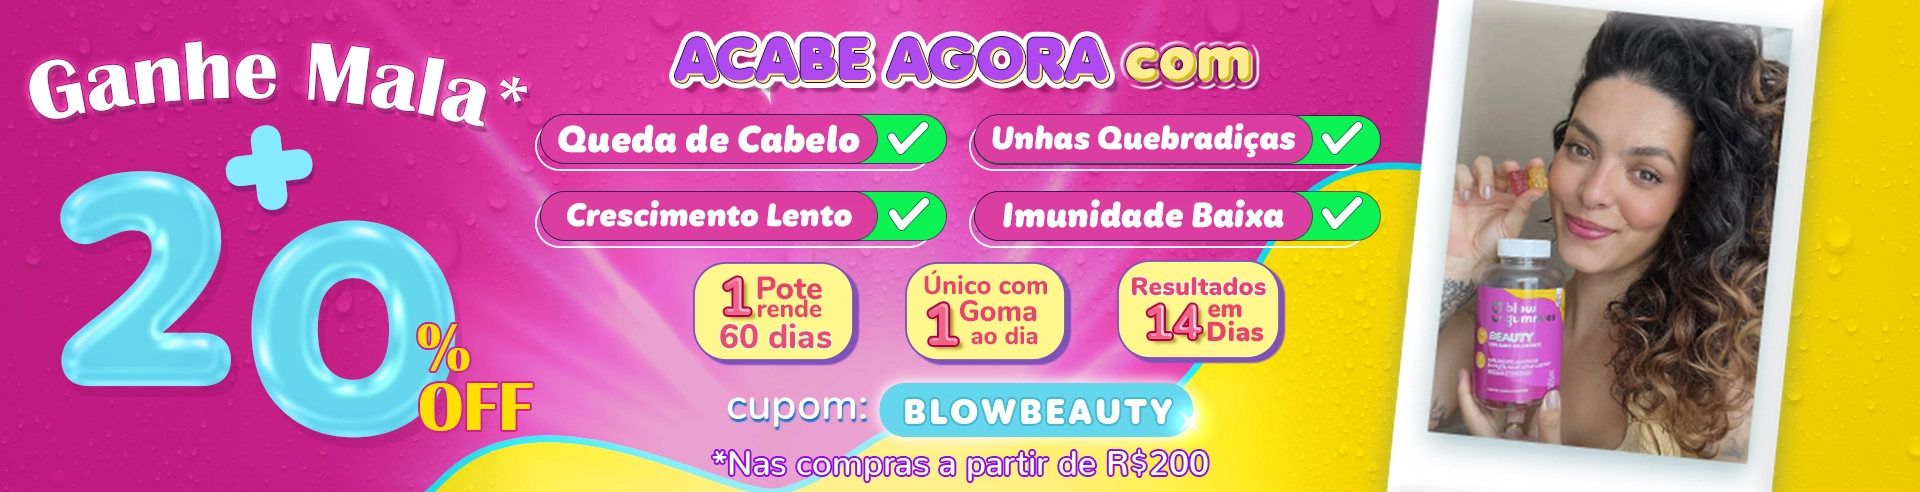 Ganhe Mala*
+
20
%
OFF
ACABE AGORA com
Queda de Cabelo
Unhas Quebradiças
Crescimento Lento
Imunidade Baixa
1 Pote
rende
60 dias
Único com
1 Goma
ao dia
Resultados
14 em
Dias
cupom: BLOWBEAUTY
*Nas compras a partir de R$200
blow
gummies
BEAUTY